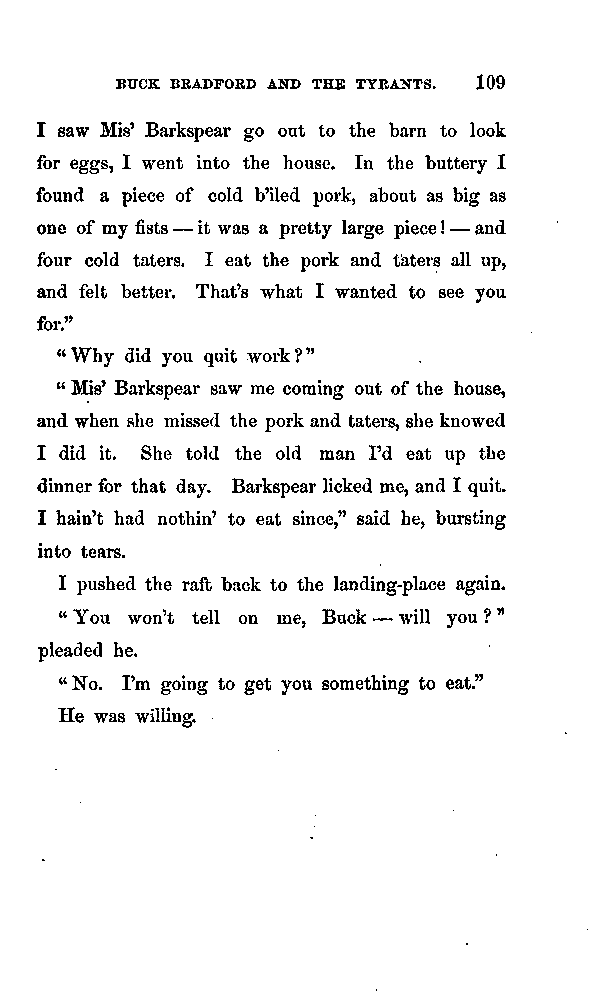 BUCK BRADFORD AND THE TYRANTS. 109
I saw Mis' Barkspear go out to the barn to look
for eggs, I went into the house. In the buttery I
found a piece of cold b'iled pork, about as big as
one of my fists — it was a pretty large piece! — and
four cold taters. I eat the pork and taters all up,
and felt better. That's what I wanted to see you
for."
"Why did you quit work?"
"Mis' Barkspear saw me coming out of the house,
and when she missed the pork and taters, she knowed
I did it. She told the old man I'd eat up the
dinner for that day. Barkspear licked me, and I quit.
I hain't had nothin' to eat since," said he, bursting
into tears.
I pushed the raft back to the landing-place again.
"You won't tell on me, Buck — will you?"
pleaded he.
"No. I'm going to get you something to eat."
He was willing.